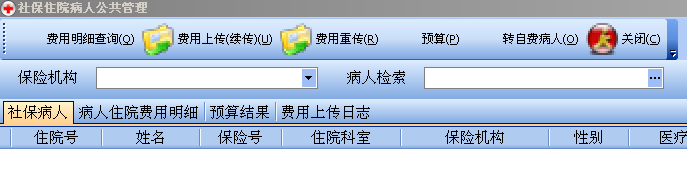 社保住院病人公共管理
费用明细查询(Q) 费用上传(续传)(U) 费用重传(R) 预算(P) 转自费病人(O) 关闭(C)
保险机构 病人检索 ...
社保病人 病人住院费用明细 预算结果 费用上传日志
住院号 姓名 保险号 住院科室 保险机构 性别 医疗